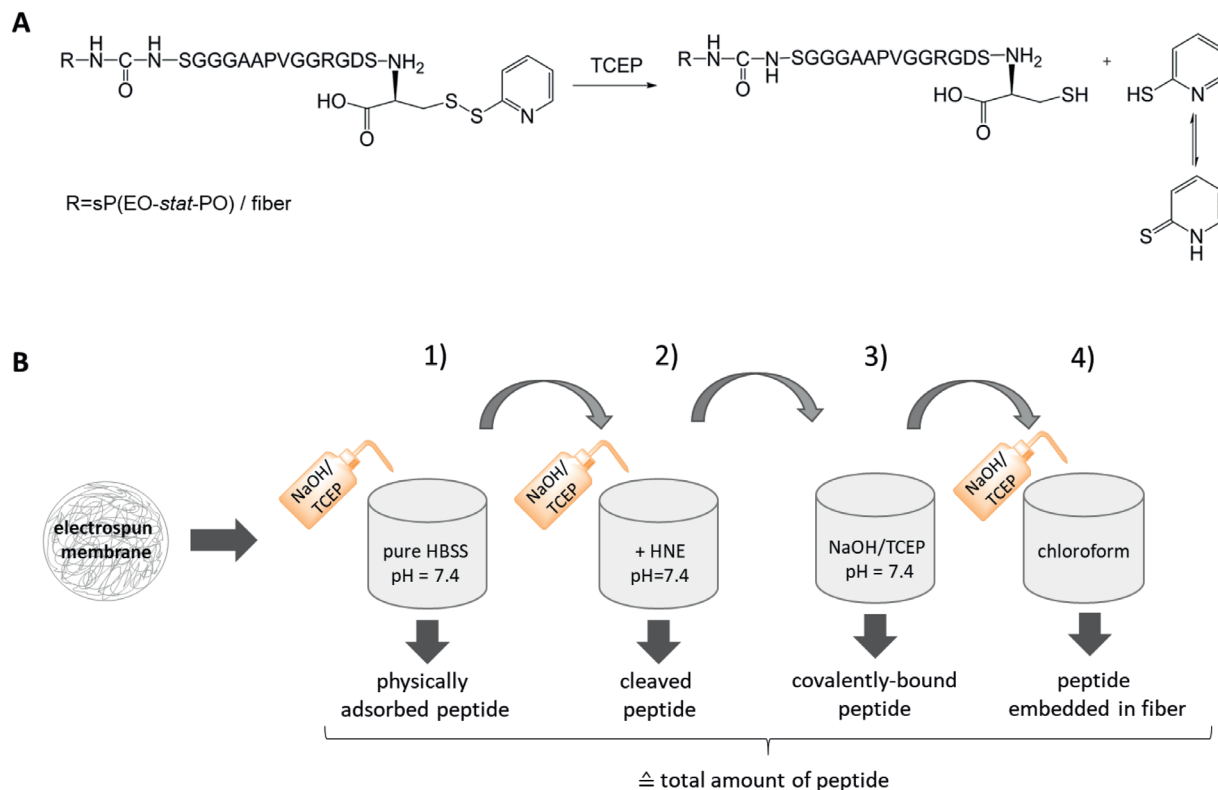 A
R-N-C-N-SGGGGAAPVGGRGDS-NH2
H
H
O
HO
O
S
S
N
TCEP
R-N-C-N-SGGGGAAPVGGRGDS-NH2
H
O
H
HO
O
SH
+
HS
N
S
N
H
R=sP(EO-stat-PO) / fiber
B
1)
2)
3)
4)
NaOH/
TCEP
NaOH/
TCEP
NaOH/
TCEP
electrospun
membrane
pure HBSS
pH = 7.4
+ HNE
pH=7.4
NaOH/TCEP
pH = 7.4
chloroform
physically
adsorbed peptide
cleaved
peptide
covalently-bound
peptide
peptide
embedded in fiber
≙ total amount of peptide